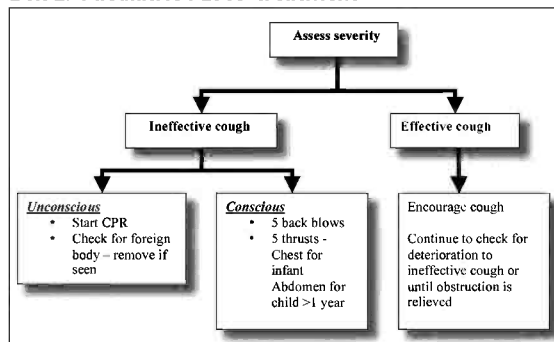 Assess severity
Ineffective cough
Effective cough
Unconscious
* Start CPR
* Check for foreign
body – remove if
seen
Conscious
• 5 back blows
• 5 thrusts -
Chest for
infant
Abdomen for
child >1 year
Encourage cough
Continue to check for
deterioration to
ineffective cough or
until obstruction is
relieved